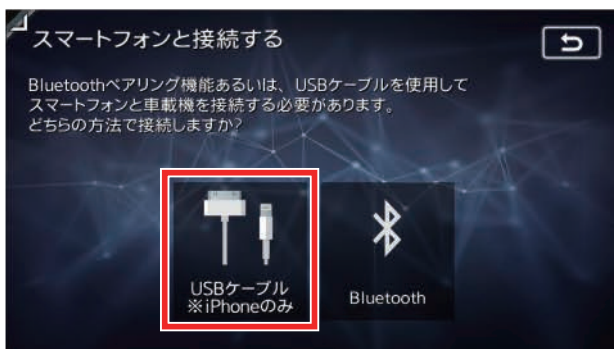 スマートフォンと接続する
Bluetoothペアリング機能あるいは、USBケーブルを使用して
スマートフォンと車載機を接続する必要があります。
どちらの方法で接続しますか?
USBケーブル
※iPhoneのみ
Bluetooth